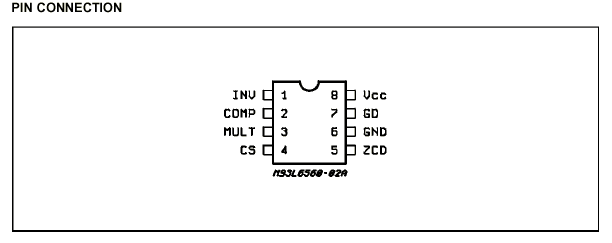 PIN CONNECTION
INV 1 8 Vcc
COMP 2 7 GD
MULT 3 6 GND
CS 4 5 ZCD
M93L6560-02A